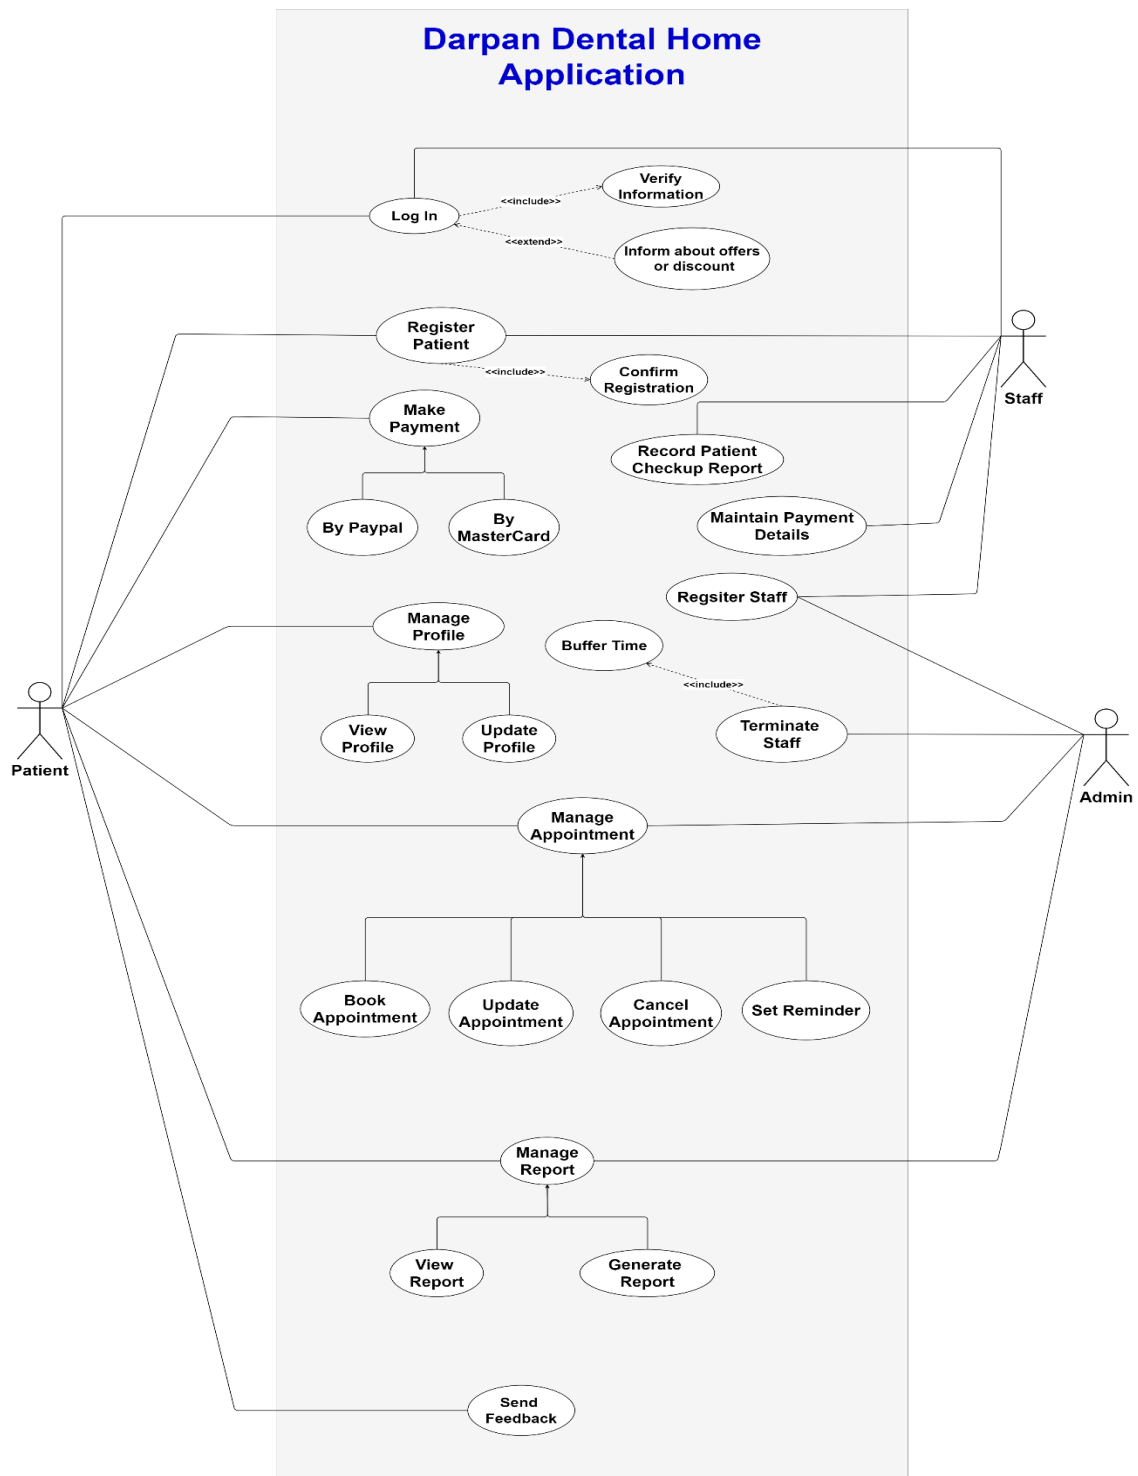 Darpan Dental Home
Application
Verify
Information
<<include>>
Log In
<<extend>>
Inform about offers
or discount
Register
Patient
<<include>>
Confirm
Registration
Staff
Make
Payment
Record Patient
Checkup Report
By Paypal
By
MasterCard
Maintain Payment
Details
Regsiter Staff
Manage
Profile
Buffer Time
<<include>>
View
Profile
Update
Profile
Terminate
Staff
Patient
Admin
Manage
Appointment
Book
Appointment
Update
Appointment
Cancel
Appointment
Set Reminder
Manage
Report
View
Report
Generate
Report
Send
Feedback